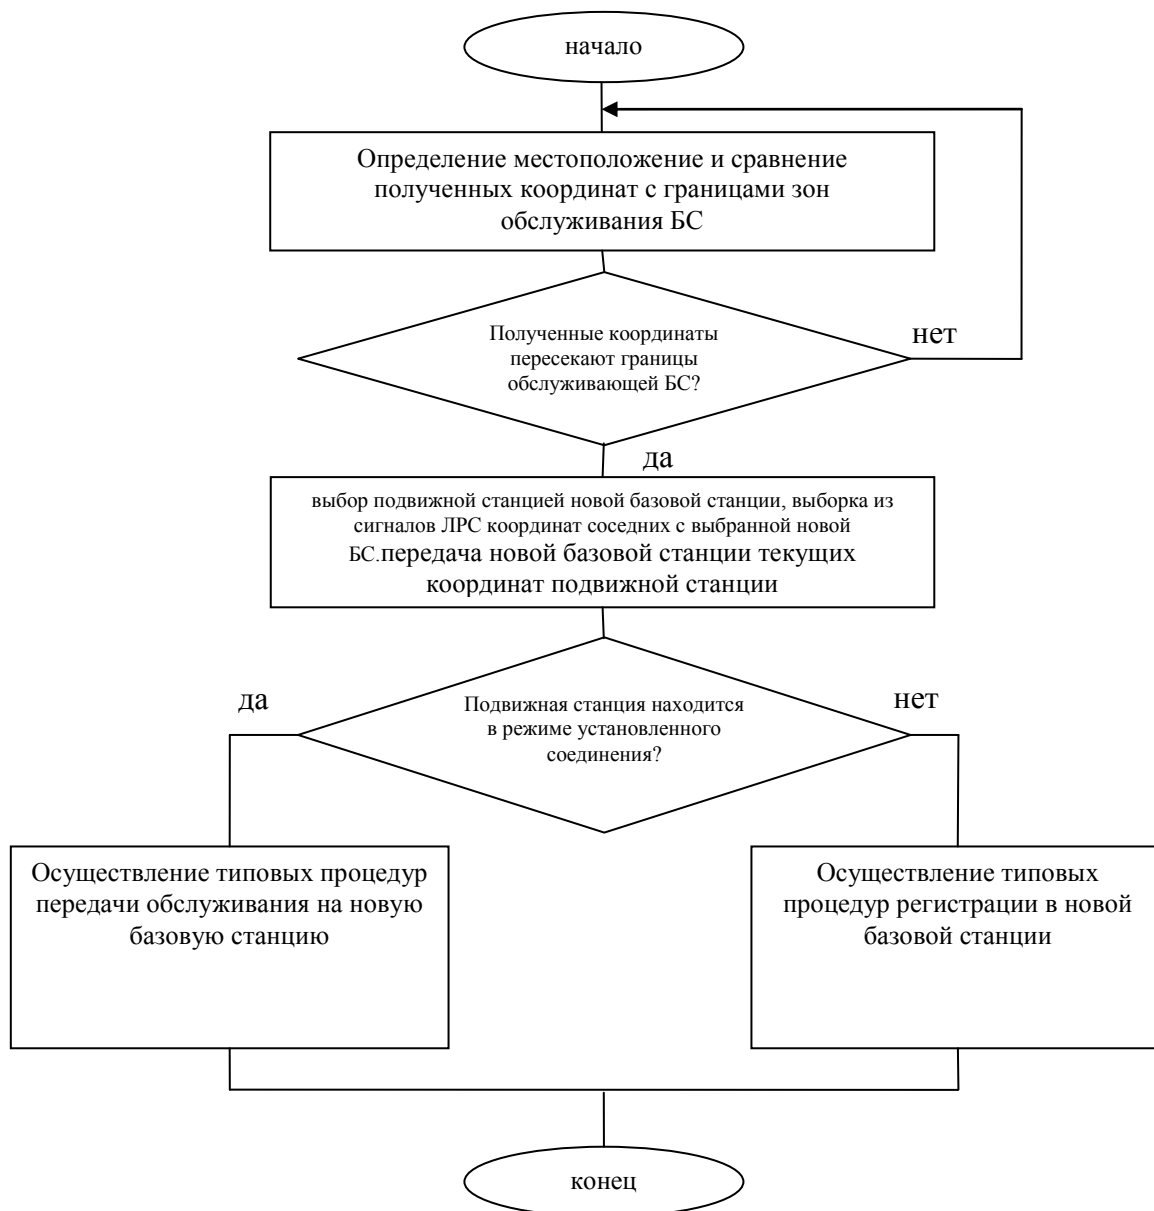 начало
Определение местоположение и сравнение
полученных координат с границами зон
обслуживания БС
Полученные координаты
пересекают границы
обслуживающей БС?
нет
да
выбор подвижной станцией новой базовой станции, выборка из
сигналов ЛРС координат соседних с выбранной новой
БС.передача новой базовой станции текущих
координат подвижной станции
да
Подвижная станция находится
в режиме установленного
соединения?
нет
Осуществление типовых процедур
передачи обслуживания на новую
базовую станцию
Осуществление типовых
процедур регистрации в новой
базовой станции
конец